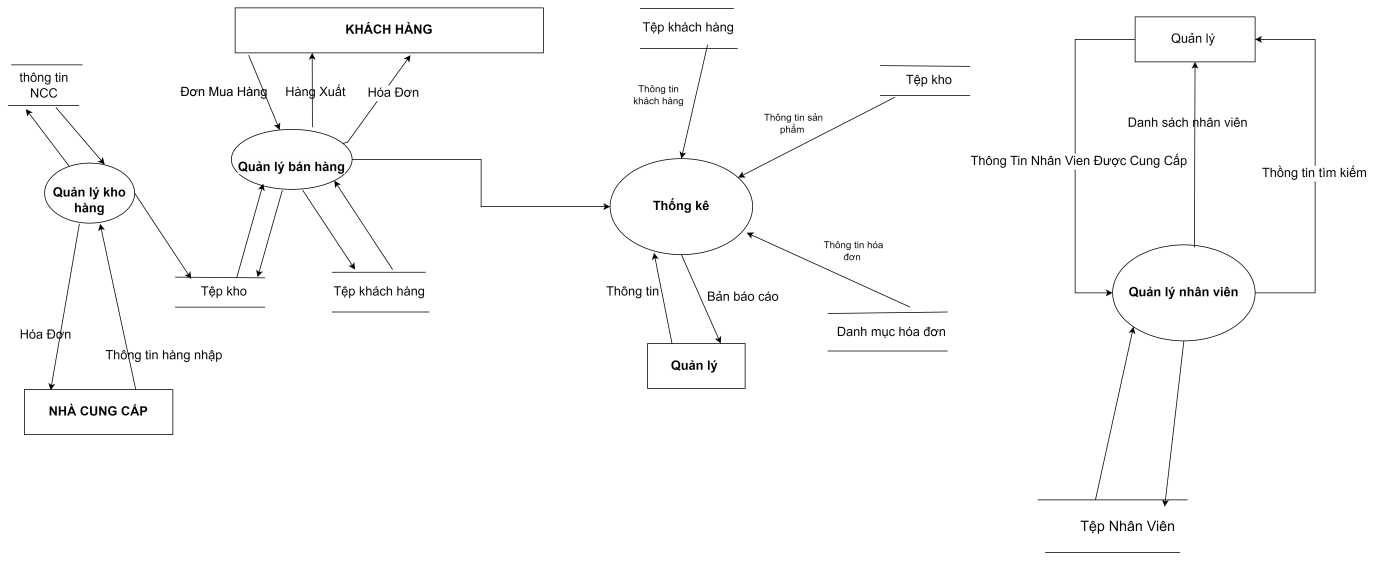 KHÁCH HÀNG
Đơn Mua Hàng
Hàng Xuất
Hóa Đơn
thông tin
NCC
Quản lý bán hàng
Quản lý kho
hàng
Tệp kho
Tệp khách hàng
Hóa Đơn
Thông tin hàng nhập
NHÀ CUNG CẤP
Tệp khách hàng
Thông tin
khách hàng
Tệp kho
Thông tin sản
phẩm
Thống kê
Thông tin hóa
đơn
Thông tin
Bản báo cáo
Danh mục hóa đơn
Quản lý
Quản lý
Danh sách nhân viên
Thông Tin Nhân Vien Được Cung Cấp
Thồng tin tìm kiếm
Quản lý nhân viên
Tệp Nhân Viên